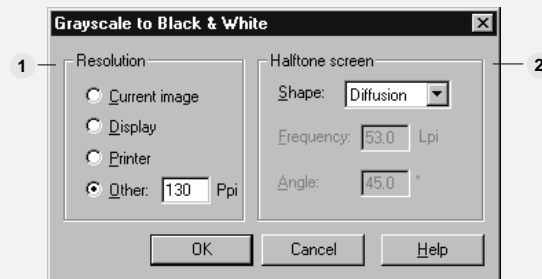 Grayscale to Black & White
1
Resolution
Current image
Display
Printer
Other: 130 Ppi
Halftone screen
2
Shape: Diffusion
Frequency: 53.0 Lpi
Angle: 45.0 °
OK Cancel Help